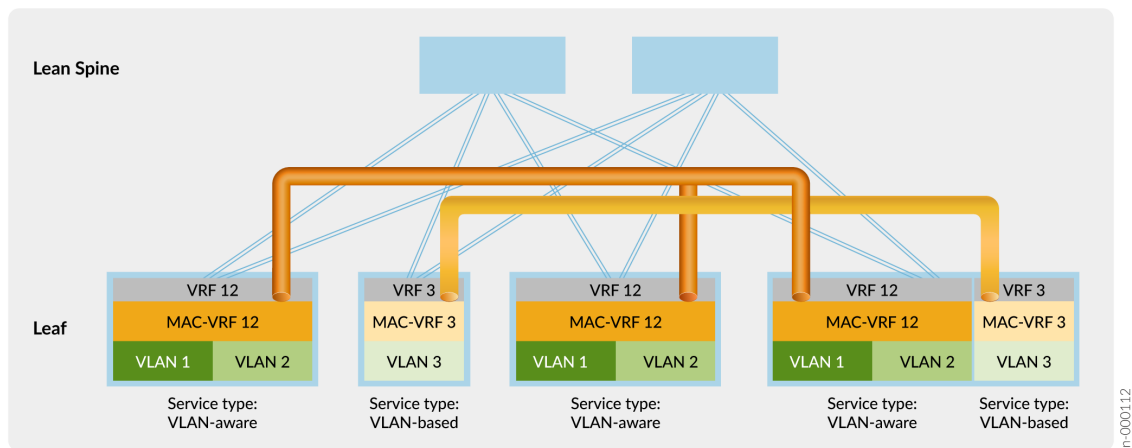 Lean Spine
VRF 12
VRF 3
VRF 12
VRF 12
VRF 3
Leaf
MAC-VRF 12
MAC-VRF 3
MAC-VRF 12
MAC-VRF 12
MAC-VRF 3
VLAN 1
VLAN 2
VLAN 3
VLAN 1
VLAN 2
VLAN 1
VLAN 2
VLAN 3
Service type:
VLAN-aware
Service type:
VLAN-based
Service type:
VLAN-aware
Service type:
VLAN-aware
Service type:
VLAN-based
n-000112